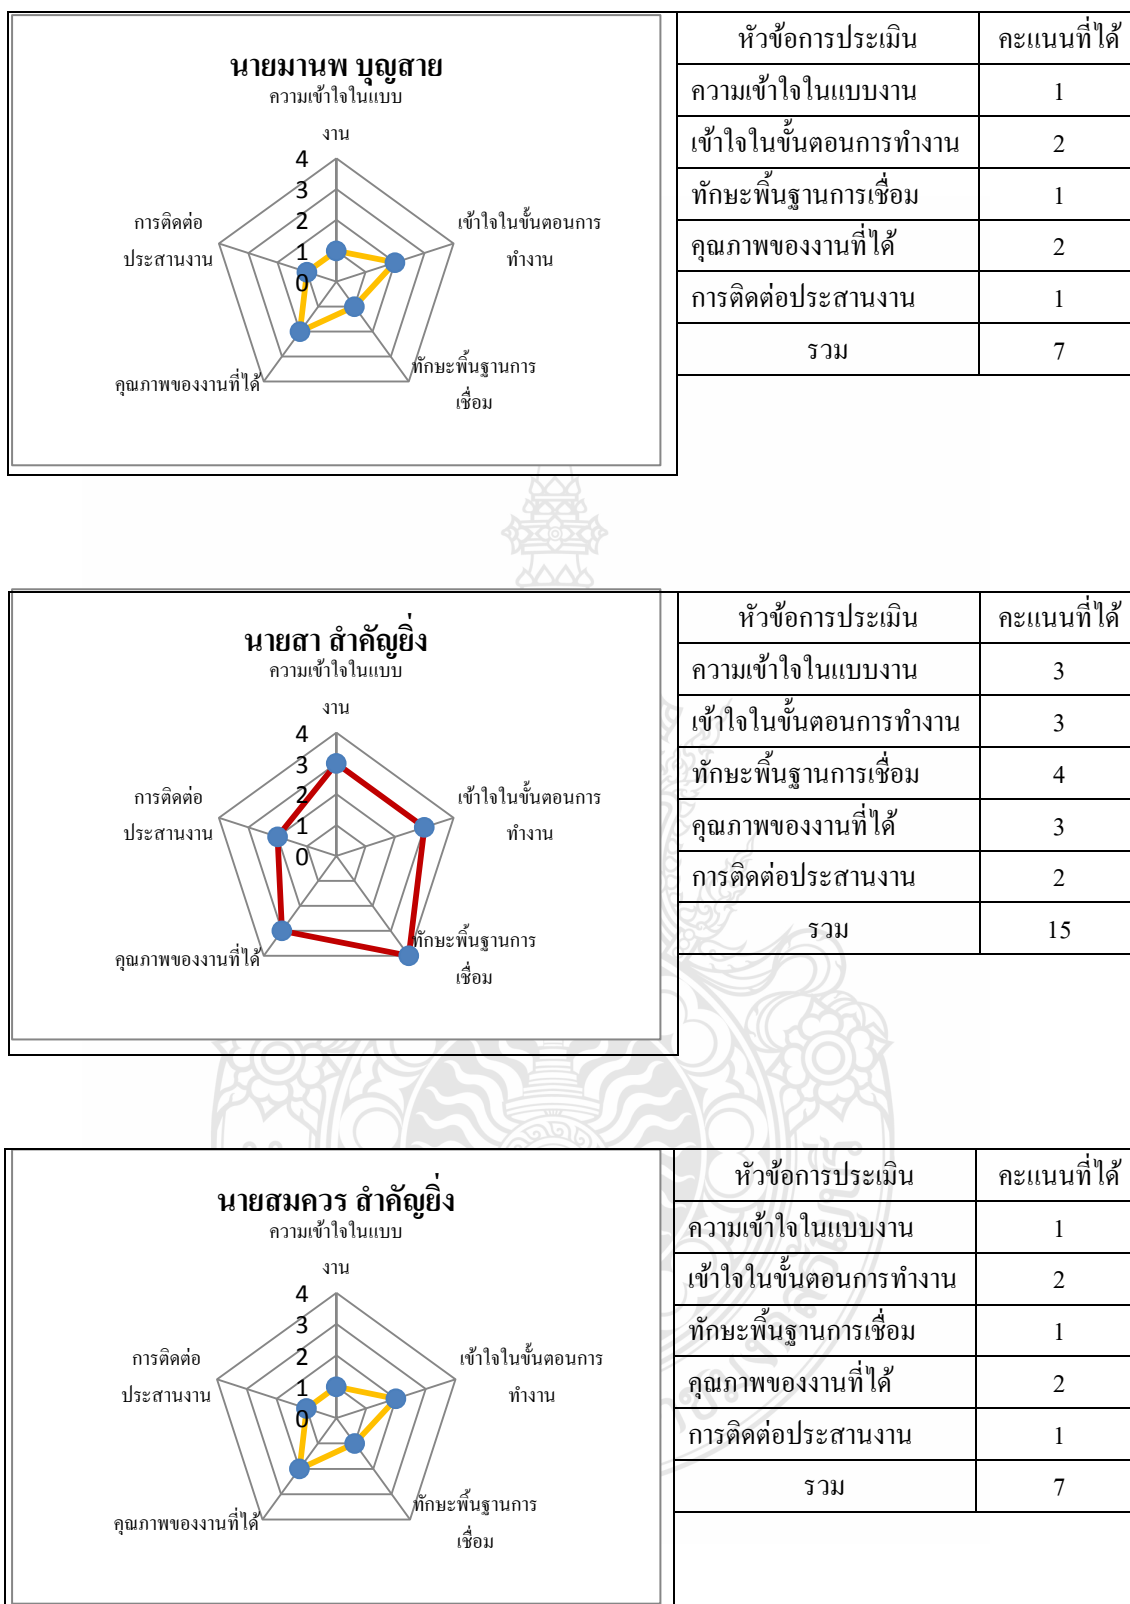 นายมานพ บุญสาย
ความเข้าใจในแบบ
งาน
4
3
2
1
0
เข้าใจในขั้นตอนการ
ทำงาน
ทักษะพื้นฐานการ
เชื่อม
คุณภาพของงานที่ได้
การติดต่อ
ประสานงาน
หัวข้อการประเมิน คะแนนที่ได้
ความเข้าใจในแบบงาน 1
เข้าใจในขั้นตอนการทำงาน 2
ทักษะพื้นฐานการเชื่อม 1
คุณภาพของงานที่ได้ 2
การติดต่อประสานงาน 1
รวม 7
นายสา สำคัญยิ่ง
ความเข้าใจในแบบ
งาน
4
3
2
1
0
เข้าใจในขั้นตอนการ
ทำงาน
ทักษะพื้นฐานการ
เชื่อม
คุณภาพของงานที่ได้
การติดต่อ
ประสานงาน
หัวข้อการประเมิน คะแนนที่ได้
ความเข้าใจในแบบงาน 3
เข้าใจในขั้นตอนการทำงาน 3
ทักษะพื้นฐานการเชื่อม 4
คุณภาพของงานที่ได้ 3
การติดต่อประสานงาน 2
รวม 15
นายสมควร สำคัญยิ่ง
ความเข้าใจในแบบ
งาน
4
3
2
1
0
เข้าใจในขั้นตอนการ
ทำงาน
ทักษะพื้นฐานการ
เชื่อม
คุณภาพของงานที่ได้
การติดต่อ
ประสานงาน
หัวข้อการประเมิน คะแนนที่ได้
ความเข้าใจในแบบงาน 1
เข้าใจในขั้นตอนการทำงาน 2
ทักษะพื้นฐานการเชื่อม 1
คุณภาพของงานที่ได้ 2
การติดต่อประสานงาน 1
รวม 7